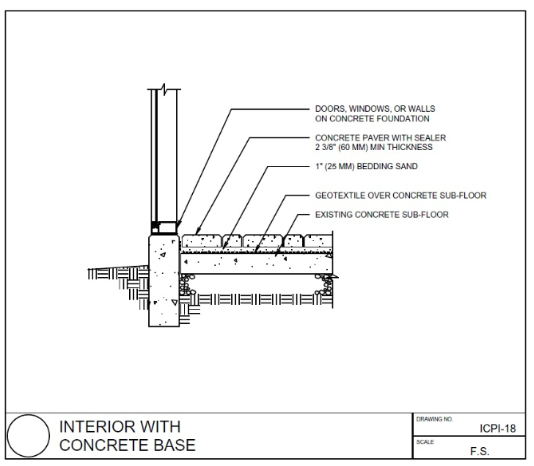 DOORS, WINDOWS, OR WALLS
ON CONCRETE FOUNDATION
CONCRETE PAVER WITH SEALER
2 3/8" (60 MM) MIN THICKNESS
1" (25 MM) BEDDING SAND
GEOTEXTILE OVER CONCRETE SUB-FLOOR
EXISTING CONCRETE SUB-FLOOR
INTERIOR WITH
CONCRETE BASE
DRAWING NO.
ICPI-18
SCALE
F.S.